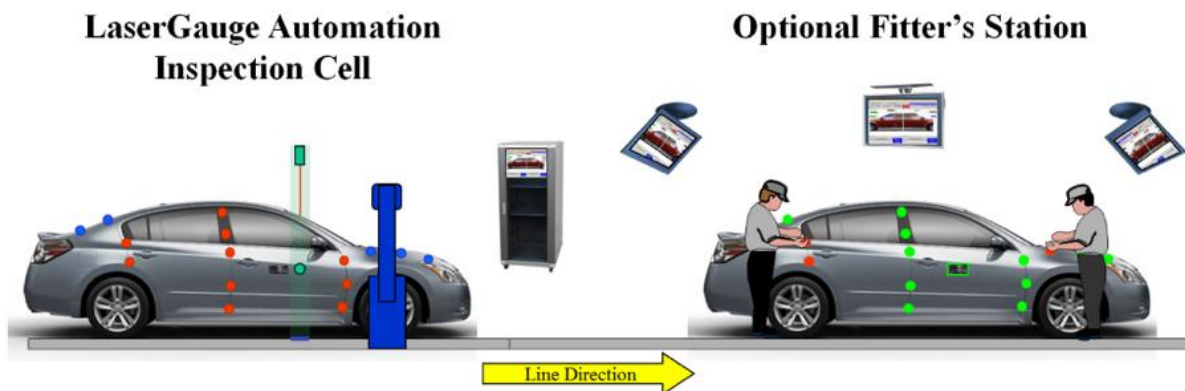 LaserGauge Automation
Inspection Cell
Optional Fitter's Station
Line Direction